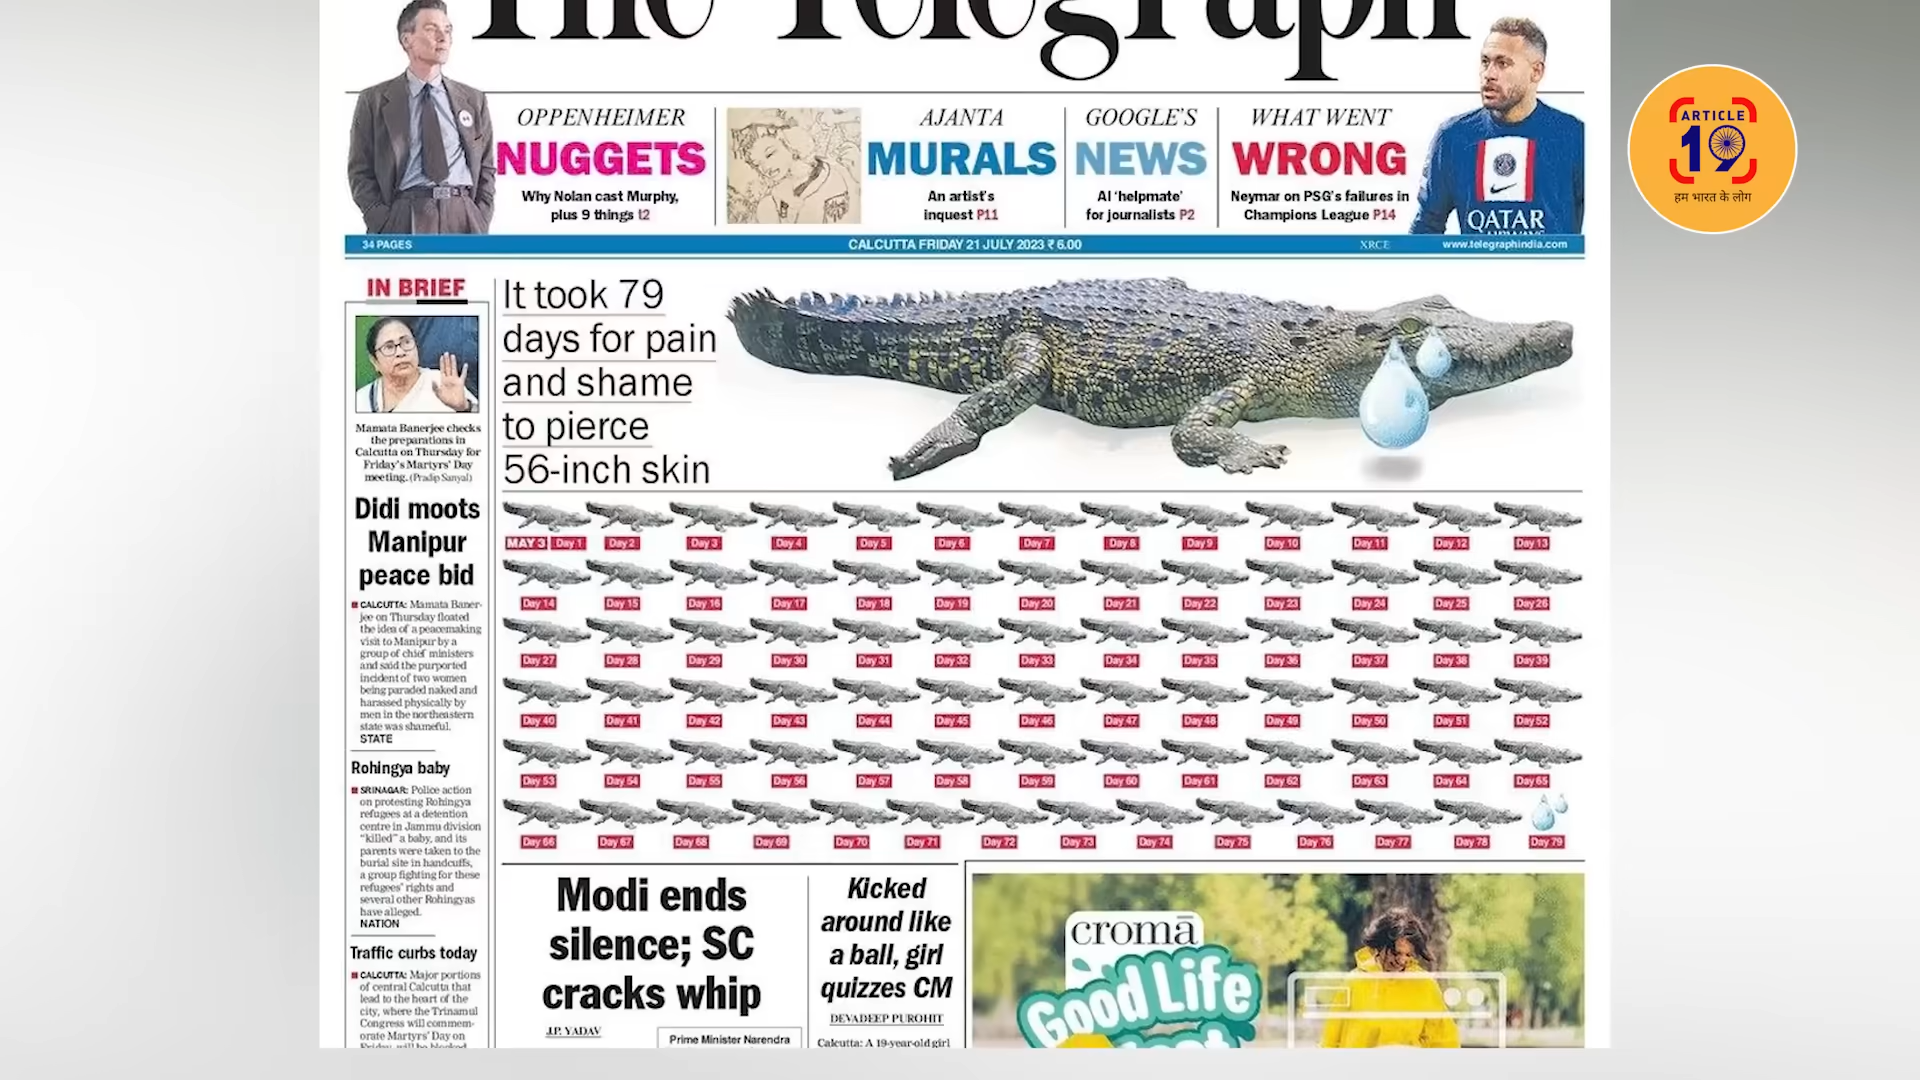 The Telegraph
OPPENHEIMER
NUGGETS
Why Nolan cast Murphy,
plus 9 things t2
AJANTA
MURALS
An artist's
inquest P11
GOOGLE'S
NEWS
AI 'helpmate'
for journalists P2
WHAT WENT
WRONG
Neymar on PSG's failures in
Champions League P14
QATAR
AIRWAYS
ARTICLE
19
हम भारत के लोग
34 PAGES
CALCUTTA FRIDAY 21 JULY 2023 ₹ 6.00
XRCE
www.telegraphindia.com
IN BRIEF
Mamata Banerjee checks
the preparations in
Calcutta on Thursday for
Friday's Martyrs' Day
meeting. (Pradip Sanyal)
Didi moots
Manipur
peace bid
CALCUTTA: Mamata Baner-
jee on Thursday floated
the idea of a peacemaking
visit to Manipur by a
group of chief ministers
and said the purported
incident of two women
being paraded naked and
harassed physically by
men in the northeastern
state was shameful.
STATE
Rohingya baby
SRINAGAR: Police action
on protesting Rohingya
refugees at a detention
centre in Jammu division
"killed" a baby, and its
parents were taken to the
burial site in handcuffs,
a group fighting for these
refugees' rights and
several other Rohingyas
have alleged.
NATION
Traffic curbs today
CALCUTTA: Major portions
of central Calcutta that
lead to the heart of the
city, where the Trinamul
Congress will commem-
orate Martyrs' Day on
Friday, will be blocked
It took 79
days for pain
and shame
to pierce
56-inch skin
MAY 3 Day 1 Day 2 Day 3 Day 4 Day 5 Day 6 Day 7 Day 8 Day 9 Day 10 Day 11 Day 12 Day 13
Day 14 Day 15 Day 16 Day 17 Day 18 Day 19 Day 20 Day 21 Day 22 Day 23 Day 24 Day 25 Day 26
Day 27 Day 28 Day 29 Day 30 Day 31 Day 32 Day 33 Day 34 Day 35 Day 36 Day 37 Day 38 Day 39
Day 40 Day 41 Day 42 Day 43 Day 44 Day 45 Day 46 Day 47 Day 48 Day 49 Day 50 Day 51 Day 52
Day 53 Day 54 Day 55 Day 56 Day 57 Day 58 Day 59 Day 60 Day 61 Day 62 Day 63 Day 64 Day 65
Day 66 Day 67 Day 68 Day 69 Day 70 Day 71 Day 72 Day 73 Day 74 Day 75 Day 76 Day 77 Day 78 Day 79
Modi ends
silence; SC
cracks whip
J.P. YADAV
Prime Minister Narendra
Kicked
around like
a ball, girl
quizzes CM
DEVADEEP PUROHIT
Calcutta: A 19-year-old girl
cromā
Good Life